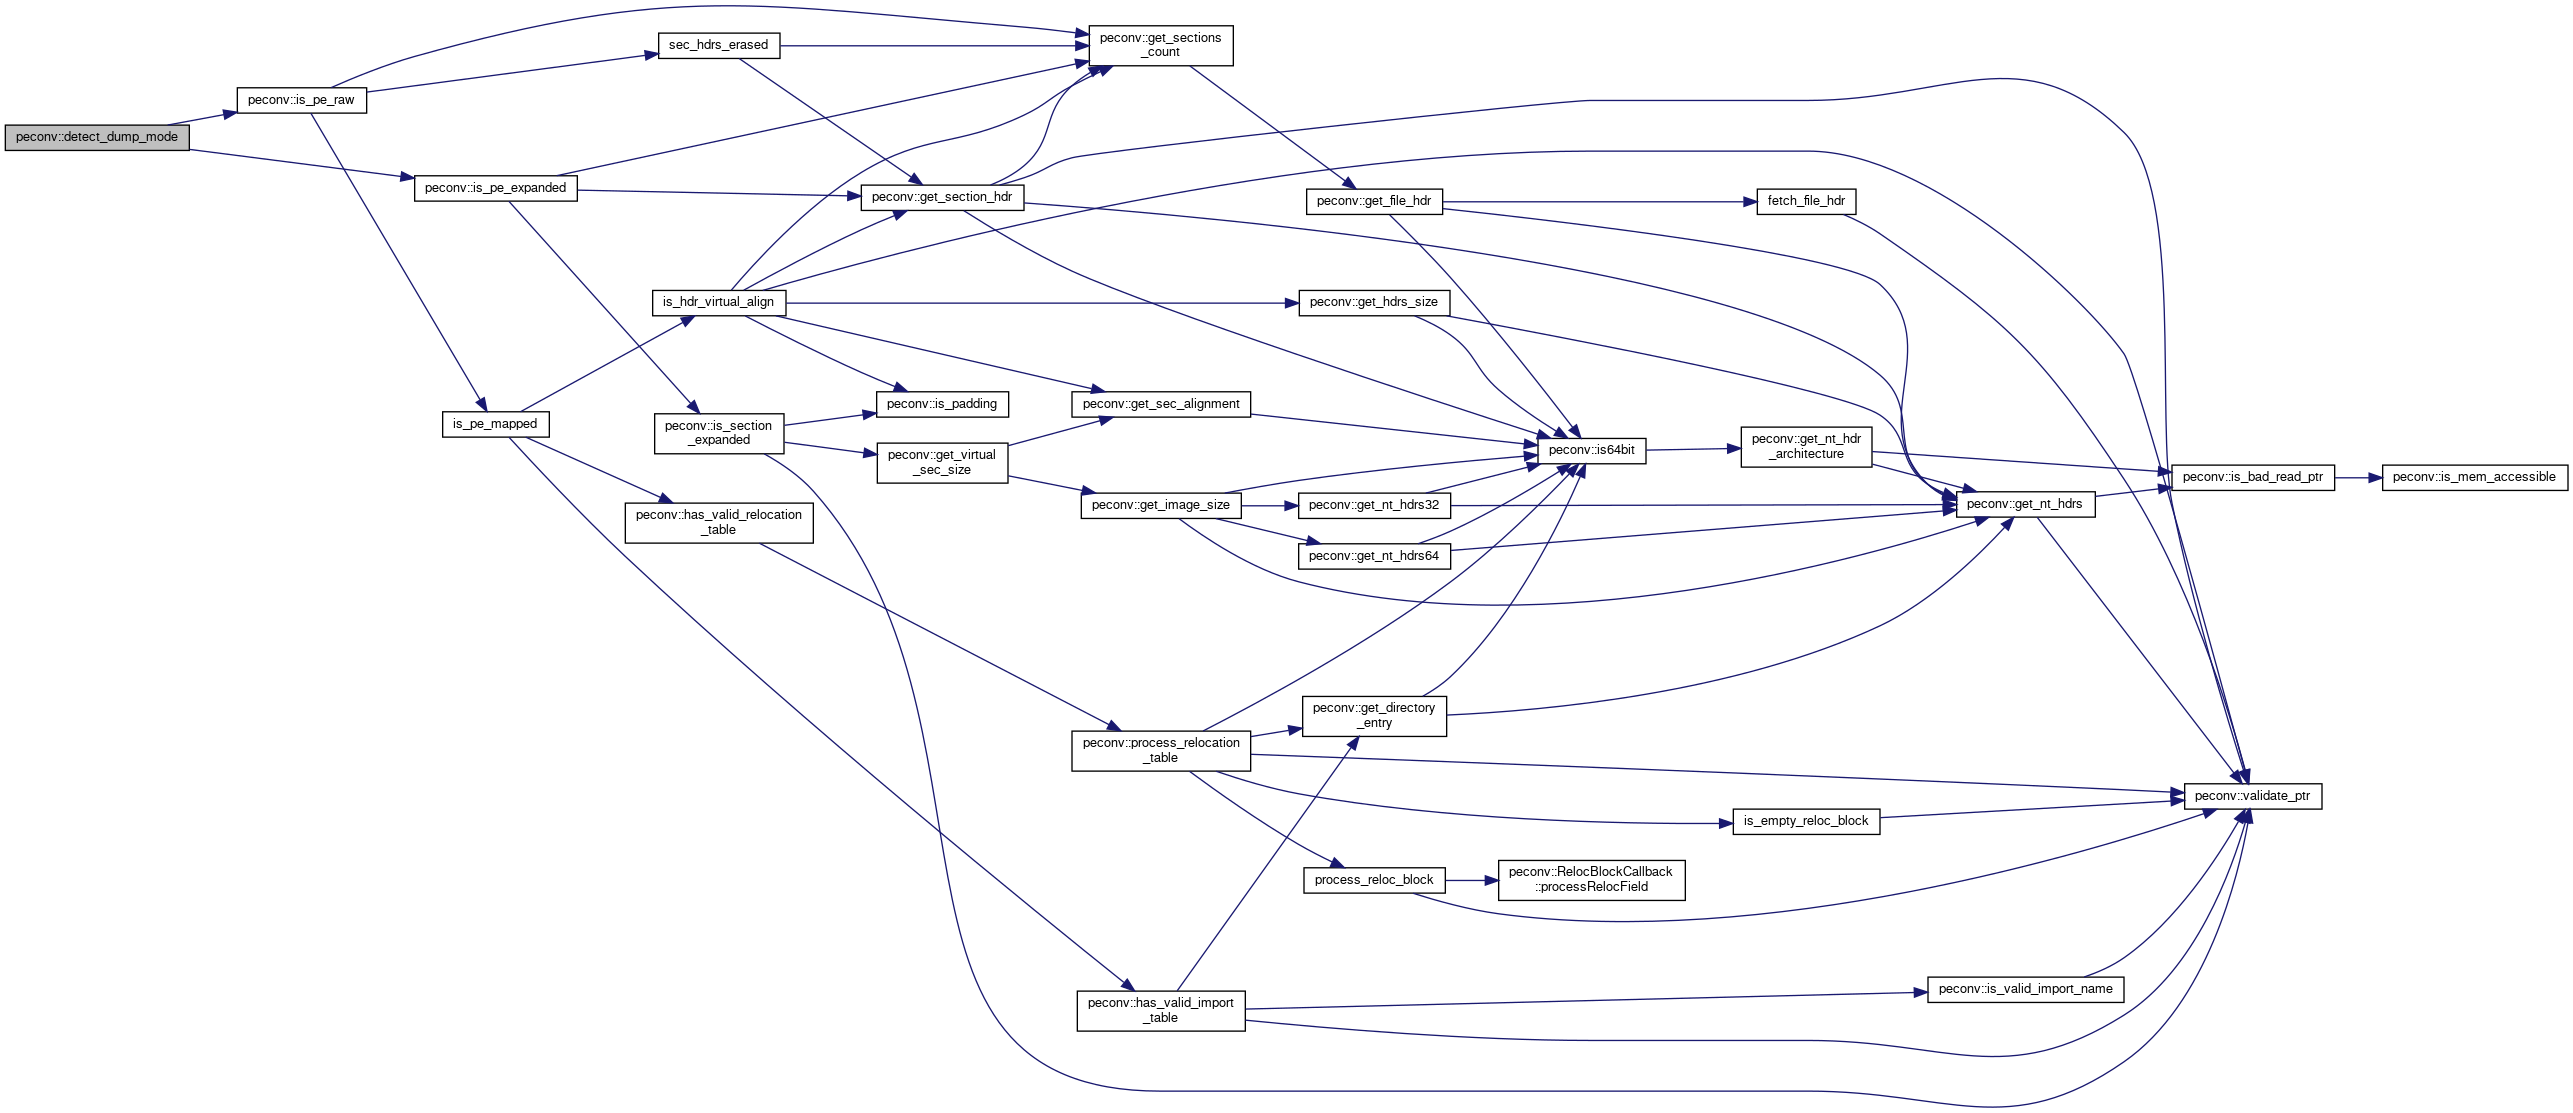 peconv::detect_dump_mode
peconv::is_pe_raw
peconv::is_pe_expanded
is_pe_mapped
sec_hdrs_erased
is_hdr_virtual_align
peconv::is_section
_expanded
peconv::has_valid_relocation
_table
peconv::get_section_hdr
peconv::is_padding
peconv::get_virtual
_sec_size
peconv::get_sections
_count
peconv::get_sec_alignment
peconv::get_image_size
peconv::process_relocation
_table
peconv::has_valid_import
_table
peconv::get_file_hdr
peconv::get_hdrs_size
peconv::get_nt_hdrs32
peconv::get_nt_hdrs64
peconv::get_directory
_entry
process_reloc_block
peconv::is64bit
peconv::RelocBlockCallback
::processRelocField
fetch_file_hdr
peconv::get_nt_hdr
_architecture
is_empty_reloc_block
peconv::get_nt_hdrs
peconv::is_valid_import_name
peconv::is_bad_read_ptr
peconv::validate_ptr
peconv::is_mem_accessible